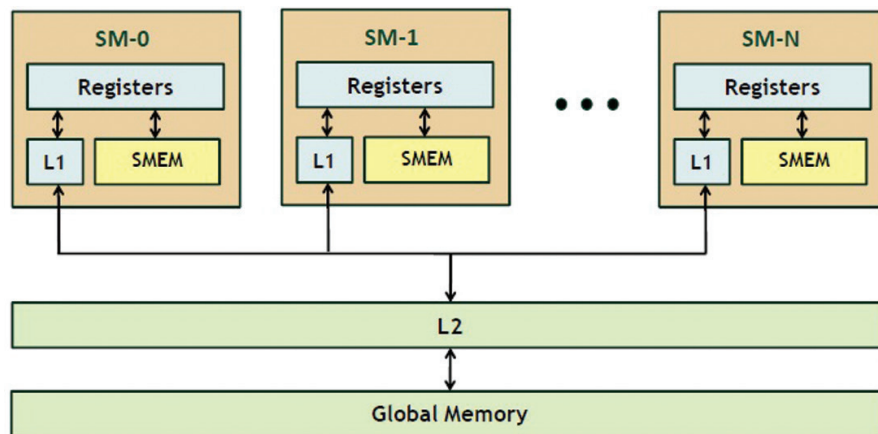 SM-0
Registers
L1
SMEM
SM-1
Registers
L1
SMEM
SM-N
Registers
L1
SMEM
L2
Global Memory